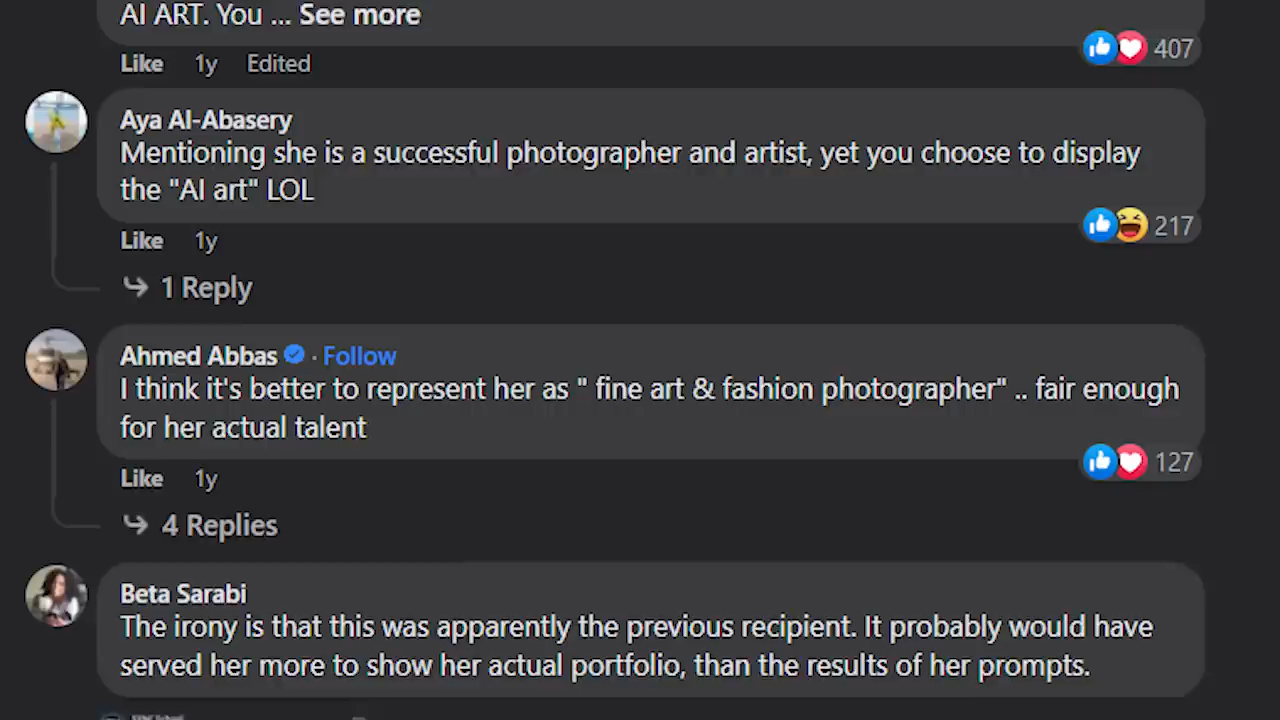 AI ART. You ... See more
Like 1y Edited
407
Aya Al-Abasery
Mentioning she is a successful photographer and artist, yet you choose to display
the "AI art" LOL
217
Like 1y
1 Reply
Ahmed Abbas · Follow
I think it's better to represent her as " fine art & fashion photographer" .. fair enough
for her actual talent
127
Like 1y
4 Replies
Beta Sarabi
The irony is that this was apparently the previous recipient. It probably would have
served her more to show her actual portfolio, than the results of her prompts.